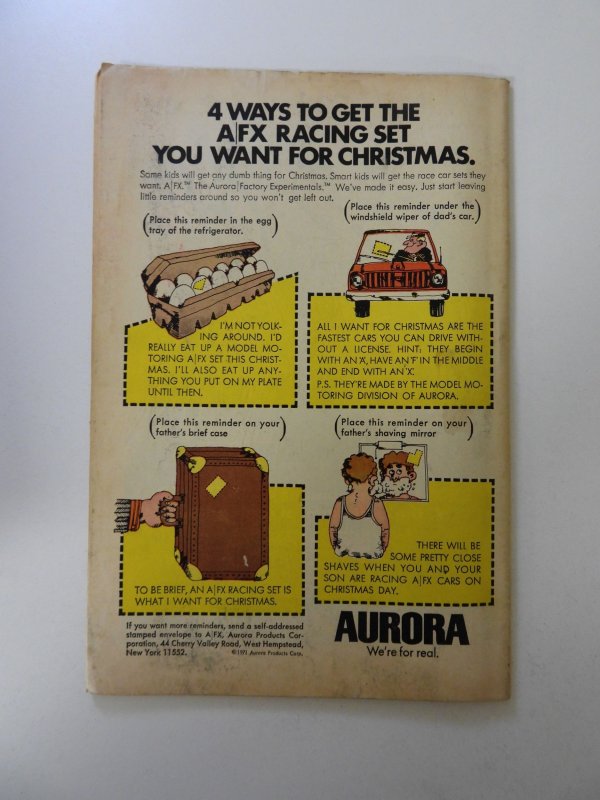 4 WAYS TO GET THE
A|FX RACING SET
YOU WANT FOR CHRISTMAS.
Some kids will get any dumb thing for Christmas. Smart kids will get the race car sets they
want. A|FX.™ The Aurora|Factory Experimentals.™ We've made it easy. Just start leaving
little reminders around so you won't get left out.
(Place this reminder in the egg
tray of the refrigerator.)
I'M NOT YOLK-
ING AROUND. I'D
REALLY EAT UP A MODEL MO-
TORING A|FX SET THIS CHRIST-
MAS. I'LL ALSO EAT UP ANY-
THING YOU PUT ON MY PLATE
UNTIL THEN.
(Place this reminder under the
windshield wiper of dad's car.)
ALL I WANT FOR CHRISTMAS ARE THE
FASTEST CARS YOU CAN DRIVE WITH-
OUT A LICENSE. HINT: THEY BEGIN
WITH AN 'A', HAVE AN 'F' IN THE MIDDLE
AND END WITH AN 'X'.
P.S. THEY'RE MADE BY THE MODEL MO-
TORING DIVISION OF AURORA.
(Place this reminder on your
father's brief case)
TO BE BRIEF, AN A|FX RACING SET IS
WHAT I WANT FOR CHRISTMAS.
(Place this reminder on your
father's shaving mirror)
THERE WILL BE
SOME PRETTY CLOSE
SHAVES WHEN YOU AND YOUR
SON ARE RACING A|FX CARS ON
CHRISTMAS DAY.
If you want more reminders, send a self-addressed
stamped envelope to A|FX, Aurora Products Cor-
poration, 44 Cherry Valley Road, West Hempstead,
New York 11552.
©1971 Aurora Products Corp.
AURORA
We're for real.